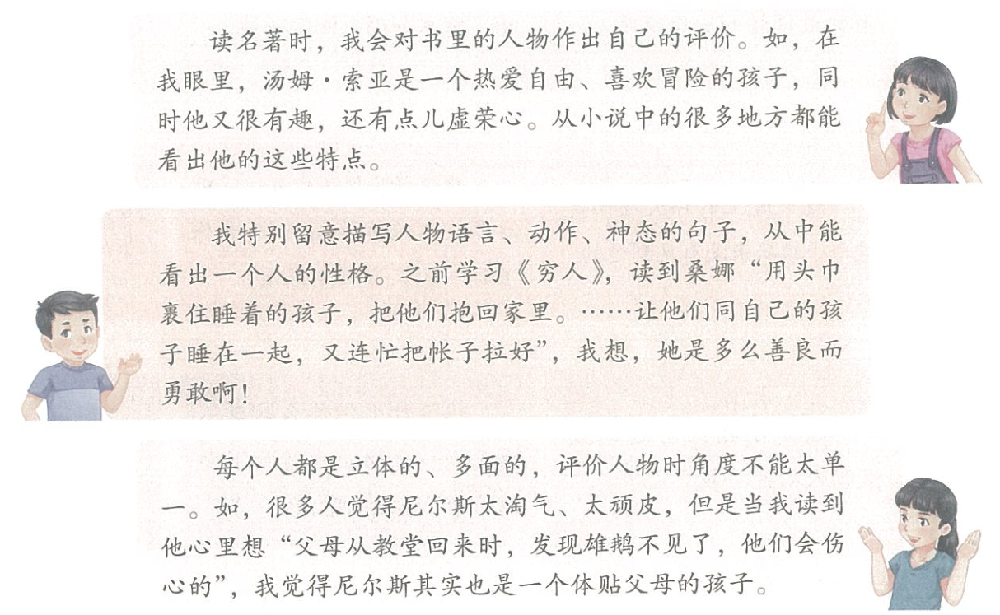 读名著时，我会对书里的人物作出自己的评价。如，在
我眼里，汤姆·索亚是一个热爱自由、喜欢冒险的孩子，同
时他又很有趣，还有点儿虚荣心。从小说中的很多地方都能
看出他的这些特点。
我特别留意描写人物语言、动作、神态的句子，从中能
看出一个人的性格。之前学习《穷人》，读到桑娜“用头巾
裹住睡着的孩子，把他们抱回家里。……让他们同自己的孩
子睡在一起，又连忙把帐子拉好”，我想，她是多么善良而
勇敢啊！
每个人都是立体的、多面的，评价人物时角度不能太单
一。如，很多人觉得尼尔斯太淘气、太顽皮，但是当我读到
他心里想“父母从教堂回来时，发现雄鹅不见了，他们会伤
心的”，我觉得尼尔斯其实也是一个体贴父母的孩子。